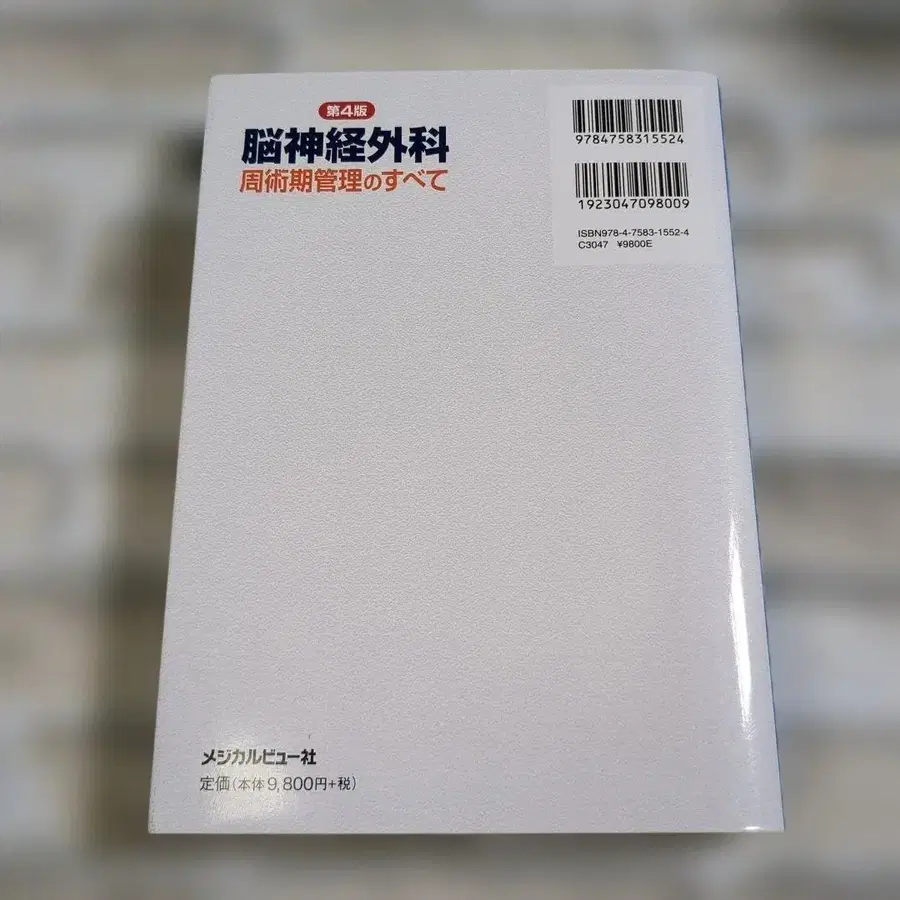 第4版
脳神経外科
周術期管理のすべて
9784758315524
1923047098009
ISBN978-4-7583-1552-4
C3047 ¥9800E
メジカルビュー社
定価(本体9,800円+税)